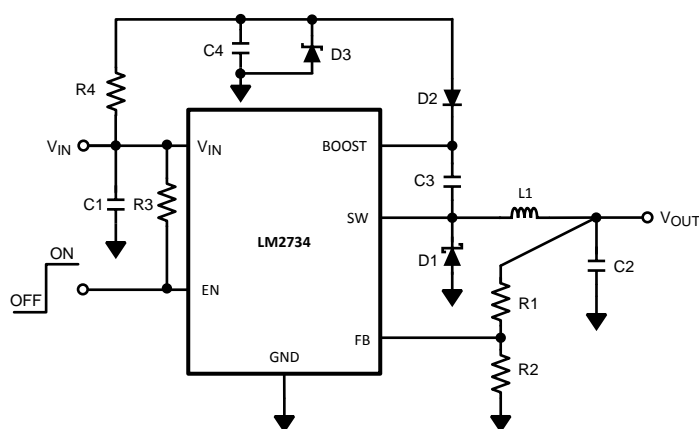 C4
D3
R4
D2
V_IN
V_IN
BOOST
C3
C1
R3
L1
SW
V_OUT
LM2734
ON
D1
C2
OFF
EN
R1
FB
GND
R2